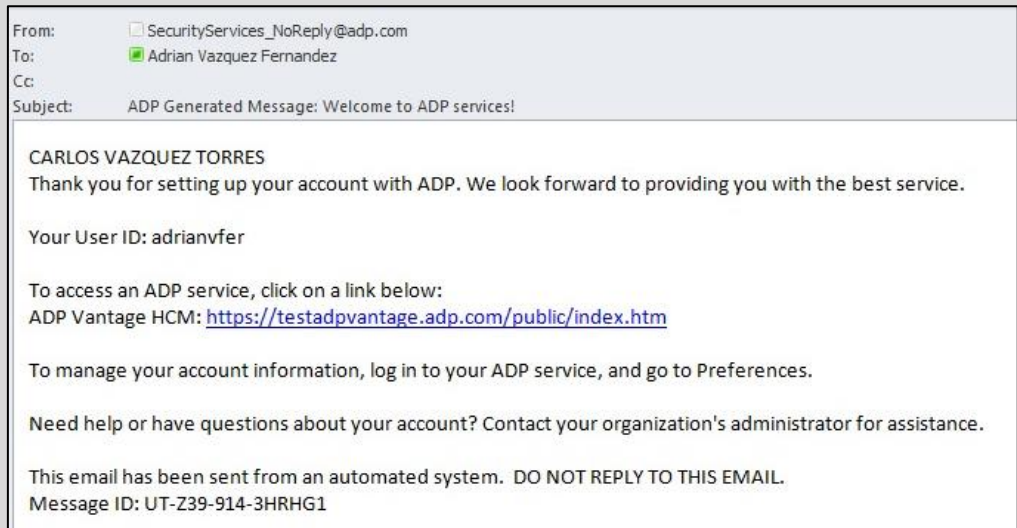 From: SecurityServices_NoReply@adp.com
To: Adrian Vazquez Fernandez
Cc:
Subject: ADP Generated Message: Welcome to ADP services!
CARLOS VAZQUEZ TORRES
Thank you for setting up your account with ADP. We look forward to providing you with the best service.
Your User ID: adrianvfer
To access an ADP service, click on a link below:
ADP Vantage HCM: https://testadpvantage.adp.com/public/index.htm
To manage your account information, log in to your ADP service, and go to Preferences.
Need help or have questions about your account? Contact your organization's administrator for assistance.
This email has been sent from an automated system.  DO NOT REPLY TO THIS EMAIL.
Message ID: UT-Z39-914-3HRHG1